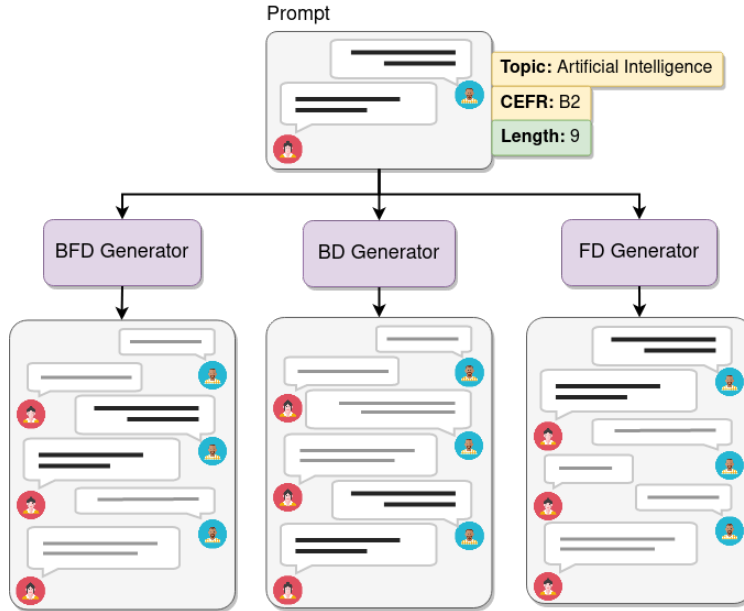 Prompt
Topic: Artificial Intelligence
CEFR: B2
Length: 9
BFD Generator
BD Generator
FD Generator